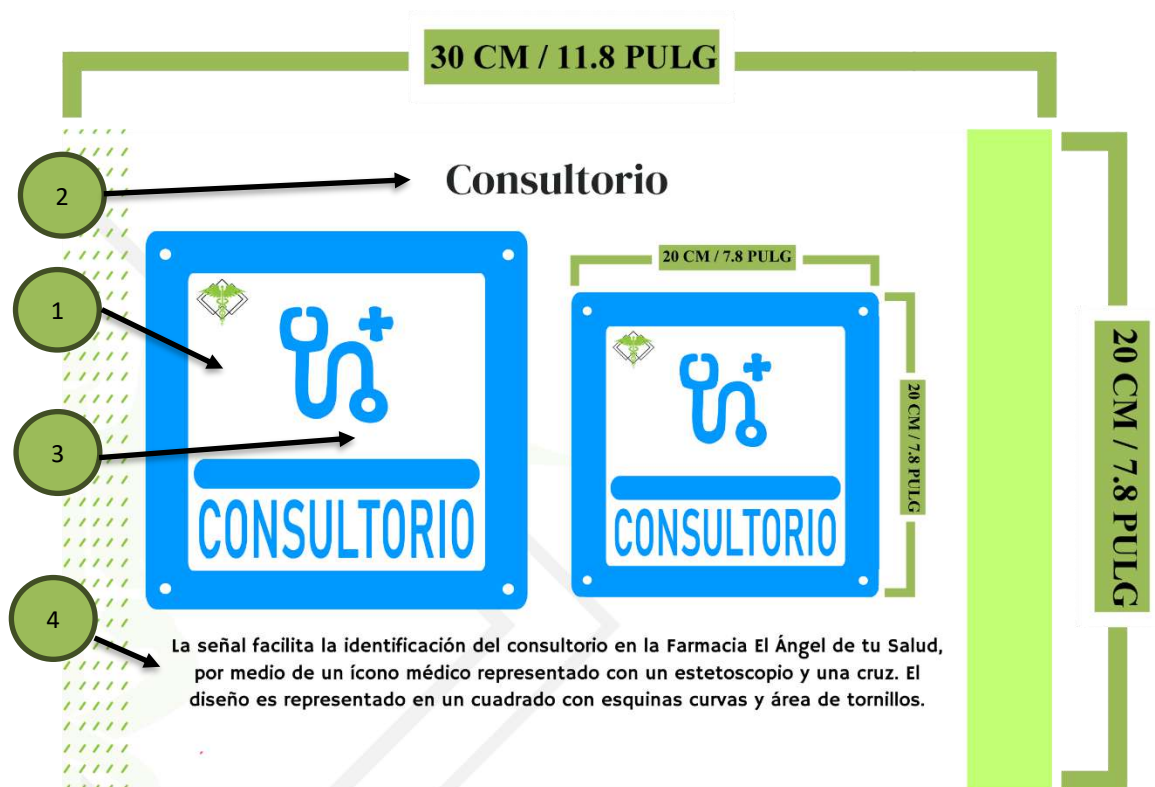 30 CM / 11.8 PULG
2
Consultorio
1
20 CM / 7.8 PULG
20 CM / 7.8 PULG
20 CM / 7.8 PULG
3
CONSULTORIO
CONSULTORIO
4
La señal facilita la identificación del consultorio en la Farmacia El Ángel de tu Salud,
por medio de un ícono médico representado con un estetoscopio y una cruz. El
diseño es representado en un cuadrado con esquinas curvas y área de tornillos.